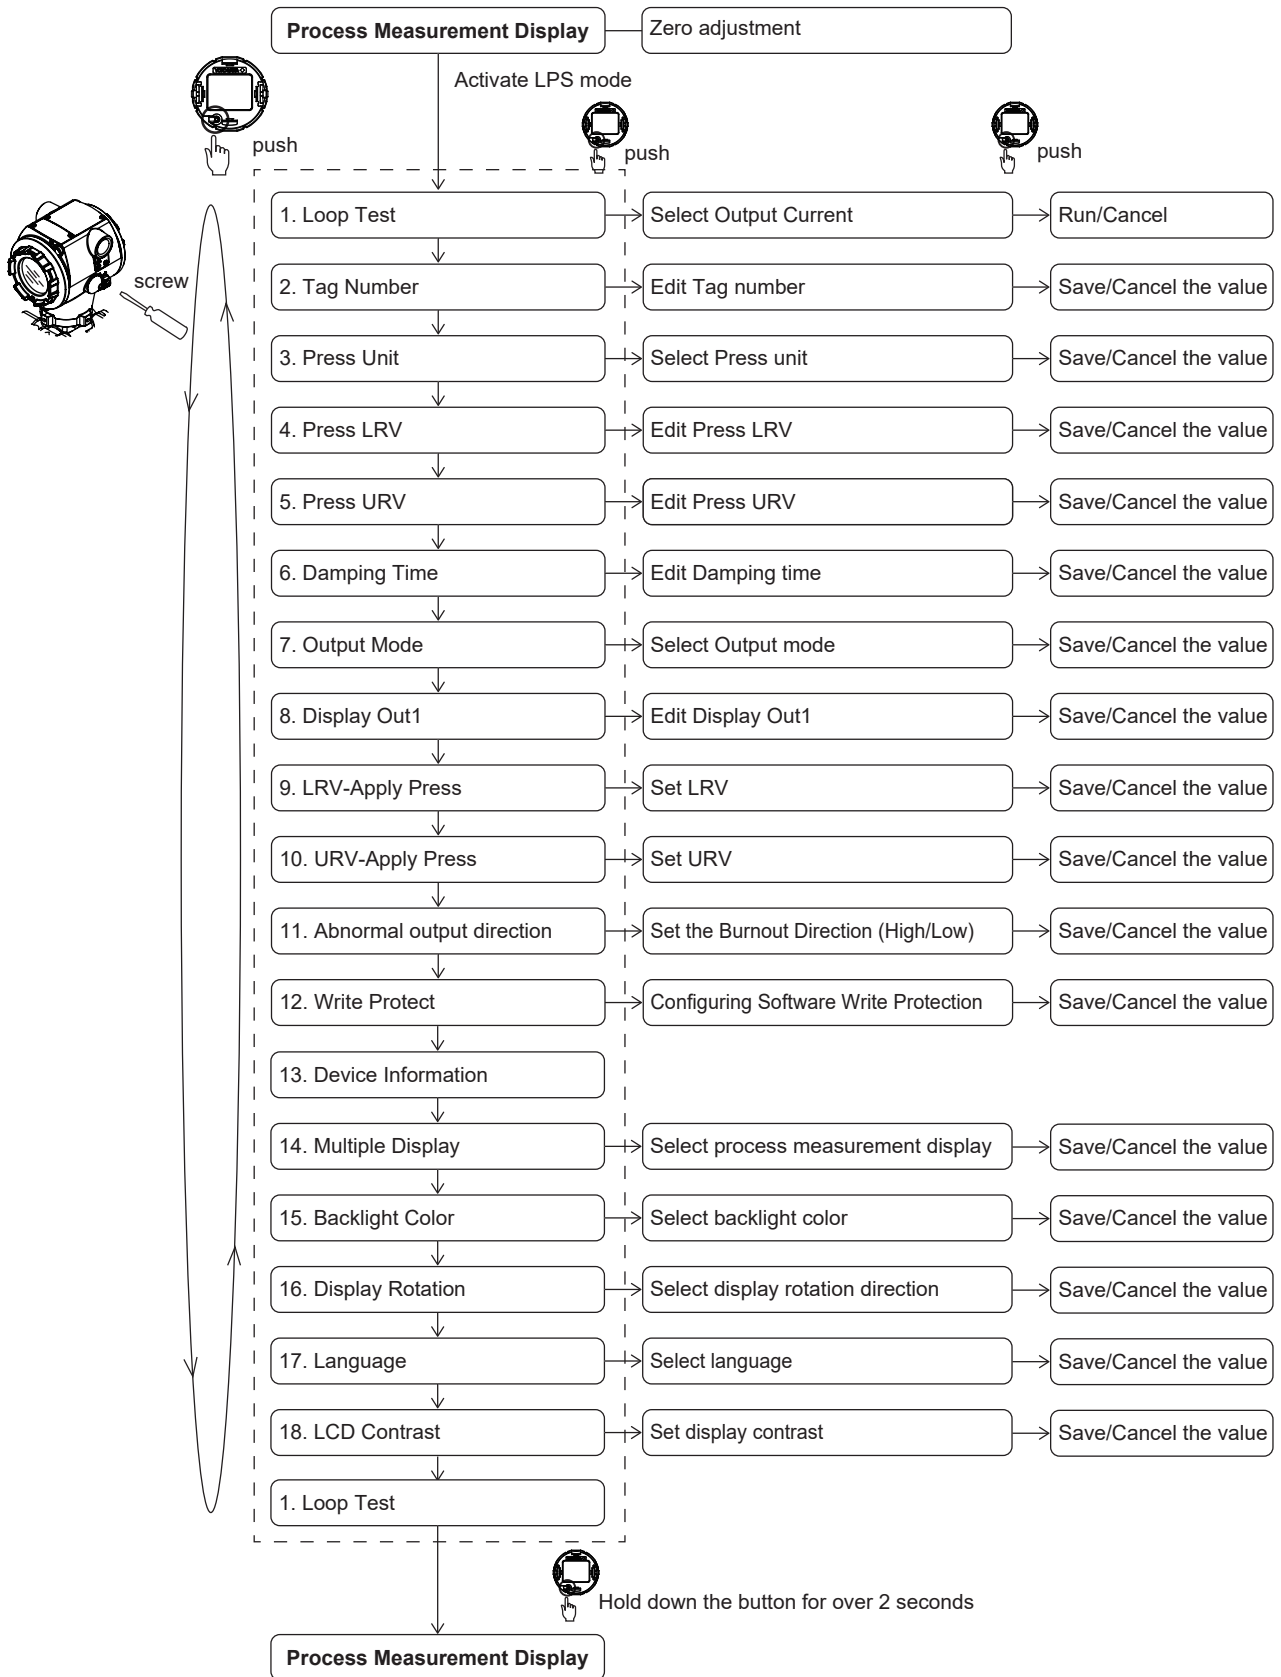 Process Measurement Display
Zero adjustment
Activate LPS mode
push
push
push
screw
1. Loop Test
Select Output Current
Run/Cancel
2. Tag Number
Edit Tag number
Save/Cancel the value
3. Press Unit
Select Press unit
Save/Cancel the value
4. Press LRV
Edit Press LRV
Save/Cancel the value
5. Press URV
Edit Press URV
Save/Cancel the value
6. Damping Time
Edit Damping time
Save/Cancel the value
7. Output Mode
Select Output mode
Save/Cancel the value
8. Display Out1
Edit Display Out1
Save/Cancel the value
9. LRV-Apply Press
Set LRV
Save/Cancel the value
10. URV-Apply Press
Set URV
Save/Cancel the value
11. Abnormal output direction
Set the Burnout Direction (High/Low)
Save/Cancel the value
12. Write Protect
Configuring Software Write Protection
Save/Cancel the value
13. Device Information
14. Multiple Display
Select process measurement display
Save/Cancel the value
15. Backlight Color
Select backlight color
Save/Cancel the value
16. Display Rotation
Select display rotation direction
Save/Cancel the value
17. Language
Select language
Save/Cancel the value
18. LCD Contrast
Set display contrast
Save/Cancel the value
1. Loop Test
Hold down the button for over 2 seconds
Process Measurement Display